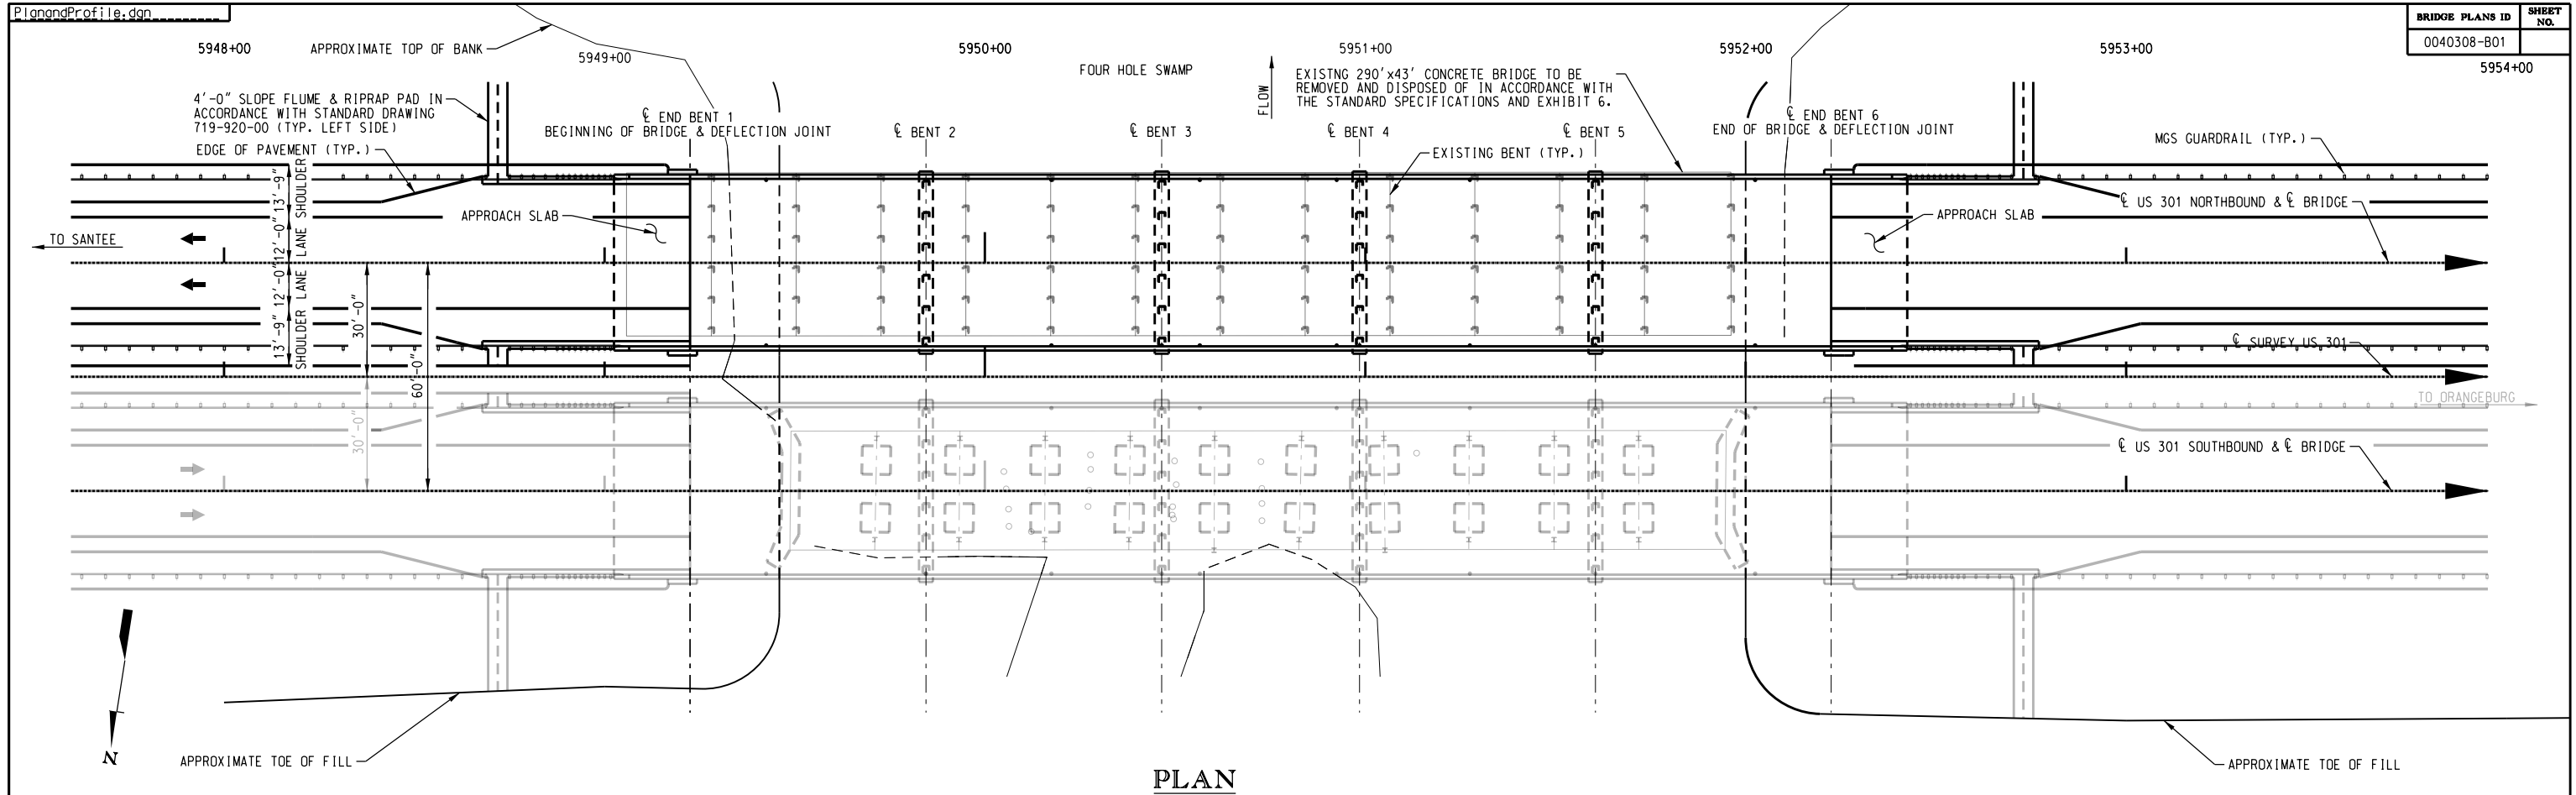 PlanandProfile.dgn
BRIDGE PLANS ID
SHEET
NO.
0040308-B01
5948+00
APPROXIMATE TOP OF BANK
5949+00
5950+00
5951+00
5952+00
5953+00
5954+00
FOUR HOLE SWAMP
FLOW
EXISTNG 290'x43' CONCRETE BRIDGE TO BE
REMOVED AND DISPOSED OF IN ACCORDANCE WITH
THE STANDARD SPECIFICATIONS AND EXHIBIT 6.
4'-0" SLOPE FLUME & RIPRAP PAD IN
ACCORDANCE WITH STANDARD DRAWING
719-920-00 (TYP. LEFT SIDE)
EDGE OF PAVEMENT (TYP.)
℄ END BENT 1
BEGINNING OF BRIDGE & DEFLECTION JOINT
℄ BENT 2
℄ BENT 3
℄ BENT 4
℄ BENT 5
℄ END BENT 6
END OF BRIDGE & DEFLECTION JOINT
MGS GUARDRAIL (TYP.)
EXISTING BENT (TYP.)
APPROACH SLAB
APPROACH SLAB
℄ US 301 NORTHBOUND & ℄ BRIDGE
TO SANTEE
13'-9"
SHOULDER
12'-0"
LANE
12'-0"
LANE
13'-9"
SHOULDER
30'-0"
60'-0"
30'-0"
℄ SURVEY US 301
TO ORANGEBURG
℄ US 301 SOUTHBOUND & ℄ BRIDGE
N
APPROXIMATE TOE OF FILL
APPROXIMATE TOE OF FILL
PLAN